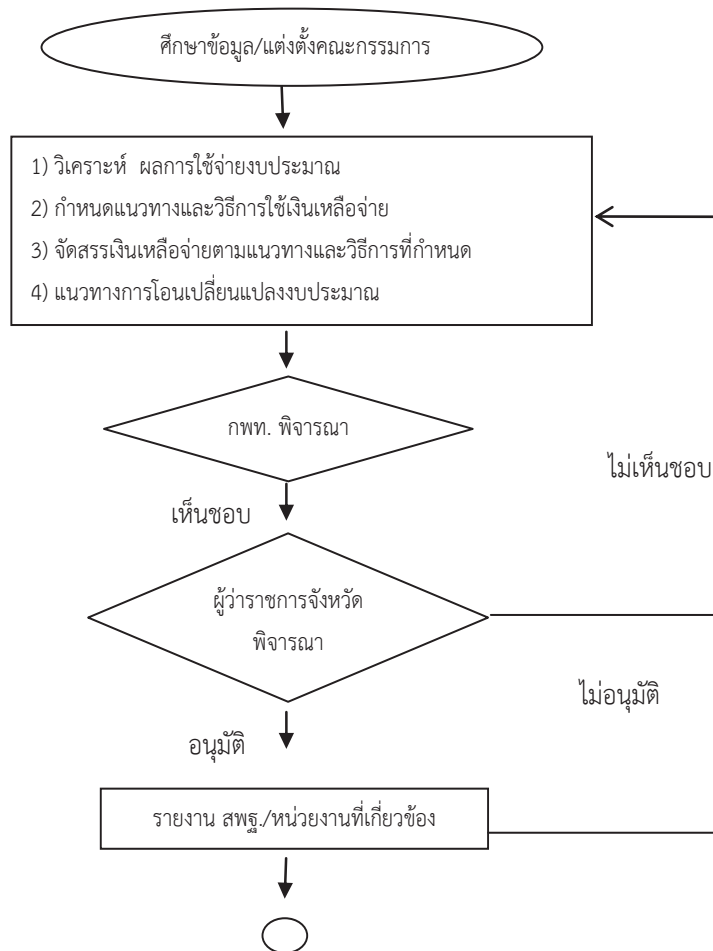 ศึกษาข้อมูล/แต่งตั้งคณะกรรมการ
1) วิเคราะห์ ผลการใช้จ่ายงบประมาณ
2) กำหนดแนวทางและวิธีการใช้เงินเหลือจ่าย
3) จัดสรรเงินเหลือจ่ายตามแนวทางและวิธีการที่กำหนด
4) แนวทางการโอนเปลี่ยนแปลงงบประมาณ
กพท. พิจารณา
ไม่เห็นชอบ
เห็นชอบ
ผู้ว่าราชการจังหวัด
พิจารณา
ไม่อนุมัติ
อนุมัติ
รายงาน สพฐ./หน่วยงานที่เกี่ยวข้อง